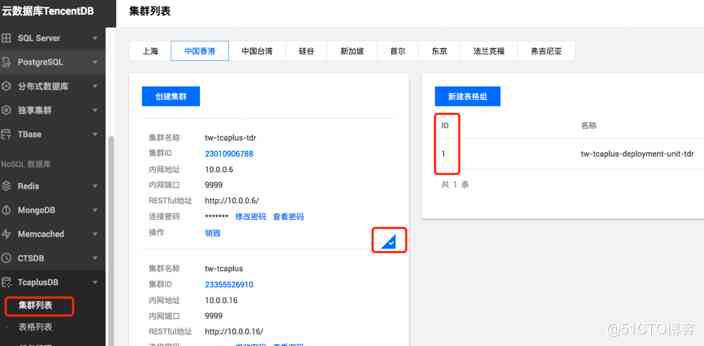 云数据库TencentDB
SQL Server
PostgreSQL
分布式数据库
独享集群
TBase
NoSQL 数据库
Redis
MongoDB
Memcached
CTSDB
TcaplusDB
集群列表
表格列表
集群列表
上海 中国香港 中国台湾 硅谷 新加坡 首尔 东京 法兰克福 弗吉尼亚
创建集群
集群名称 tw-tcaplus-tdr
集群ID 23010906788
内网地址 10.0.0.6
内网端口 9999
RESTful地址 http://10.0.0.6/
连接密码 ******* 修改密码 查看密码
操作 销毁
集群名称 tw-tcaplus
集群ID 23355526910
内网地址 10.0.0.16
内网端口 9999
RESTful地址 http://10.0.0.16/
新建表格组
ID 名称
1 tw-tcaplus-deployment-unit-tdr
共 1 条
@51CTO博客